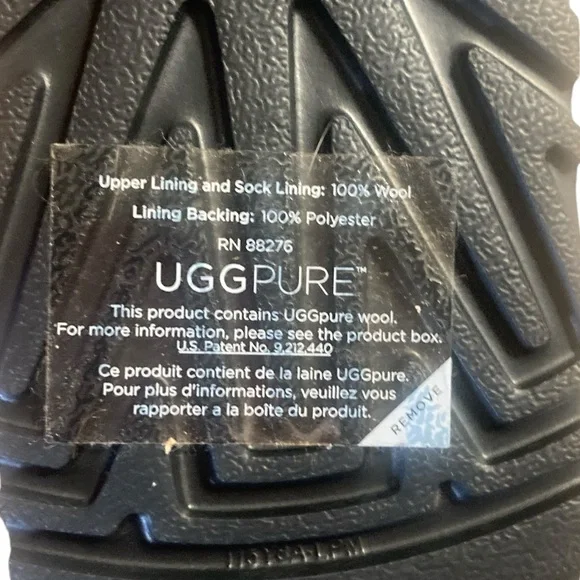 Upper Lining and Sock Lining: 100% Wool
Lining Backing: 100% Polyester
RN 88276
UGGPURE™
This product contains UGGpure wool.
For more information, please see the product box.
U.S. Patent No. 9,212,440
Ce produit contient de la laine UGGpure.
Pour plus d'informations, veuillez vous
rapporter a la boîte du produit.
REMOVE